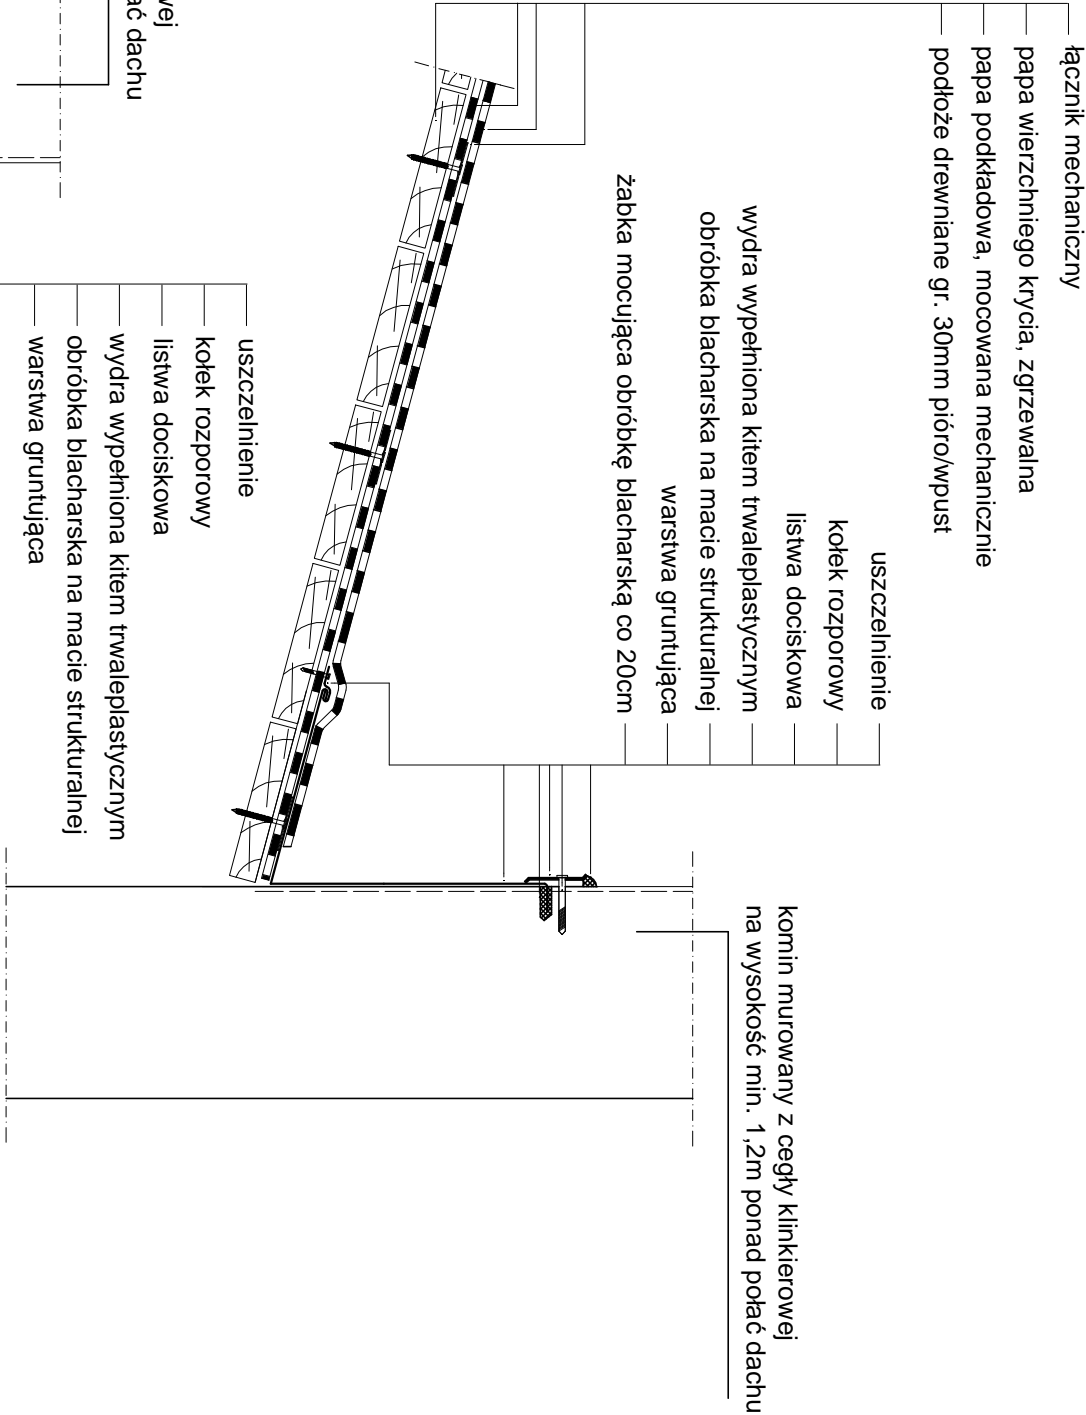 łącznik mechaniczny
papa wierzchniego krycia, zgrzewalna
papa podkładowa, mocowana mechanicznie
podłoże drewniane gr. 30mm pióro/wpust
uszczelnienie
kołek rozporowy
listwa dociskowa
wydra wypełniona kitem trwaleplastycznym
obróbka blacharska na macie strukturalnej
warstwa gruntująca
żabka mocująca obróbkę blacharską co 20cm
komin murowany z cegły klinkierowej
na wysokość min. 1,2m ponad połać dachu
uszczelnienie
kołek rozporowy
listwa dociskowa
wydra wypełniona kitem trwaleplastycznym
obróbka blacharska na macie strukturalnej
warstwa gruntująca
wej
ać dachu